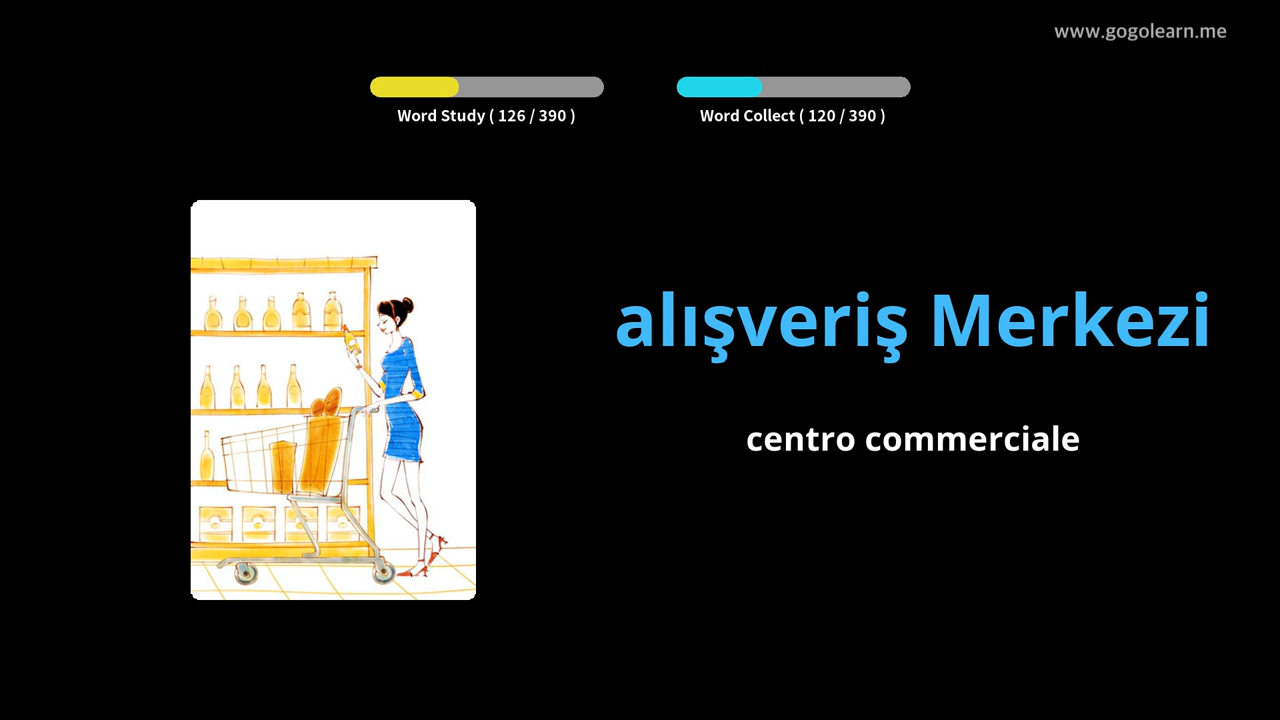 www.gogolearn.me
Word Study ( 126 / 390 )
Word Collect ( 120 / 390 )
alışveriş Merkezi
centro commerciale